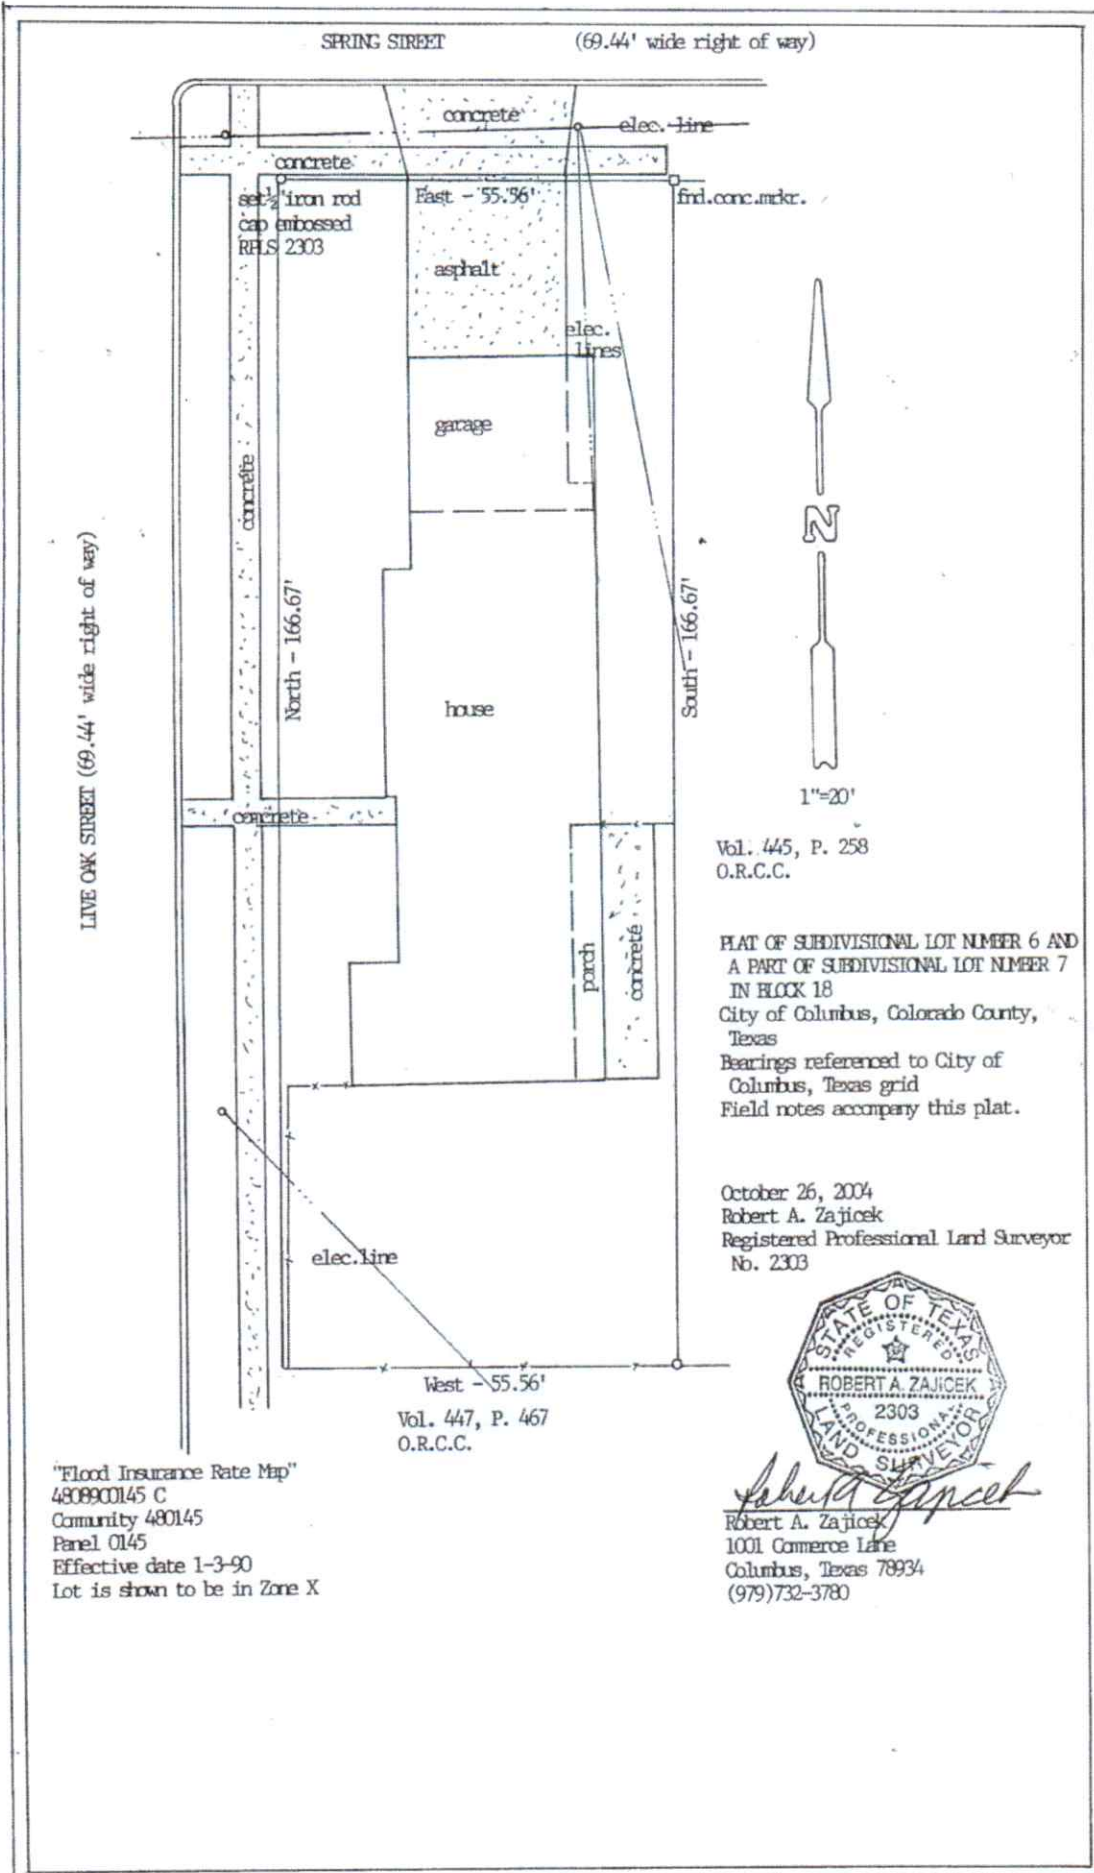 SPRING STREET (69.44' wide right of way)
concrete
elec. line
concrete
set ½" iron rod
cap embossed
RPLS 2303
East - 55.56'
fnd.conc.mrkr.
asphalt
elec.
lines
garage
concrete
LIVE OAK STREET (69.44' wide right of way)
North - 166.67'
South - 166.67'
house
N
1"=20'
concrete
Vol. 445, P. 258
O.R.C.C.
porch
concrete
PLAT OF SUBDIVISIONAL LOT NUMBER 6 AND
A PART OF SUBDIVISIONAL LOT NUMBER 7
IN BLOCK 18
City of Columbus, Colorado County,
Texas
Bearings referenced to City of
Columbus, Texas grid
Field notes accompany this plat.
October 26, 2004
Robert A. Zajicek
Registered Professional Land Surveyor
No. 2303
elec.line
West - 55.56'
Vol. 447, P. 467
O.R.C.C.
STATE OF TEXAS
REGISTERED
ROBERT A. ZAJICEK
2303
PROFESSIONAL
LAND SURVEYOR
Robert A Zajicek
Robert A. Zajicek
1001 Commerce Lane
Columbus, Texas 78934
(979)732-3780
"Flood Insurance Rate Map"
4808900145 C
Community 480145
Panel 0145
Effective date 1-3-90
Lot is shown to be in Zone X